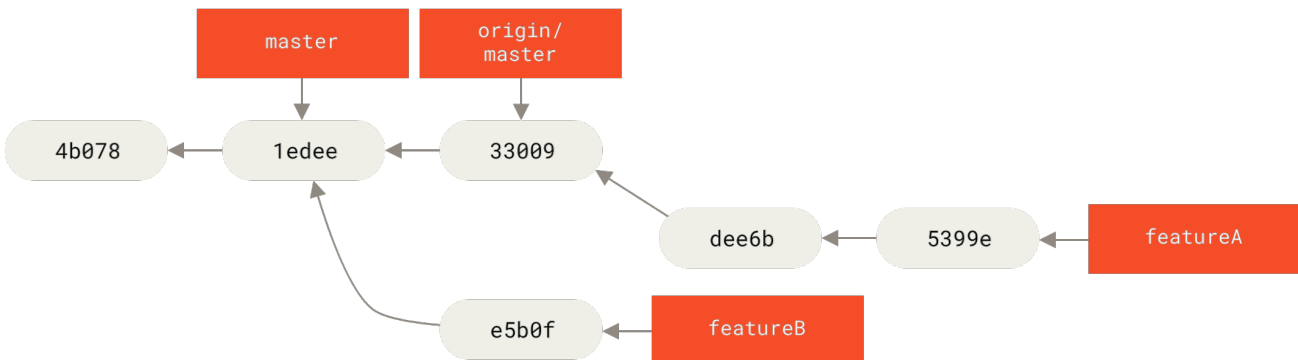 master
origin/
master
4b078
1edee
33009
dee6b
5399e
featureA
e5b0f
featureB